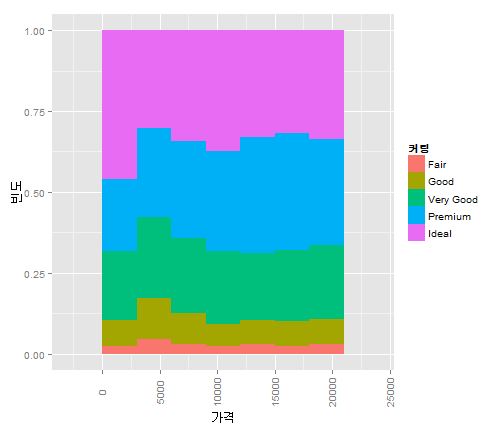 1.00
0.75
0.50
0.25
0.00
빈도
0
5000
10000
15000
20000
25000
가격
커팅
Fair
Good
Very Good
Premium
Ideal